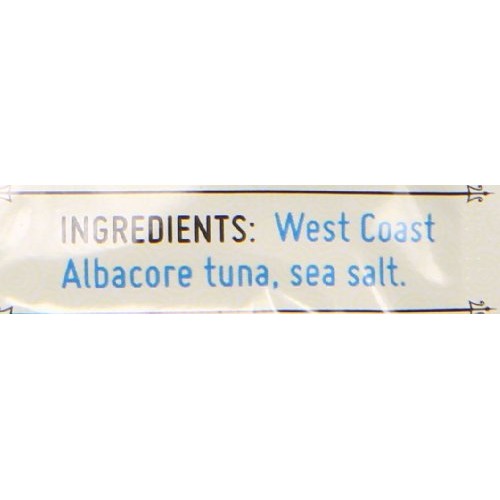 INGREDIENTS: West Coast
Albacore tuna, sea salt.